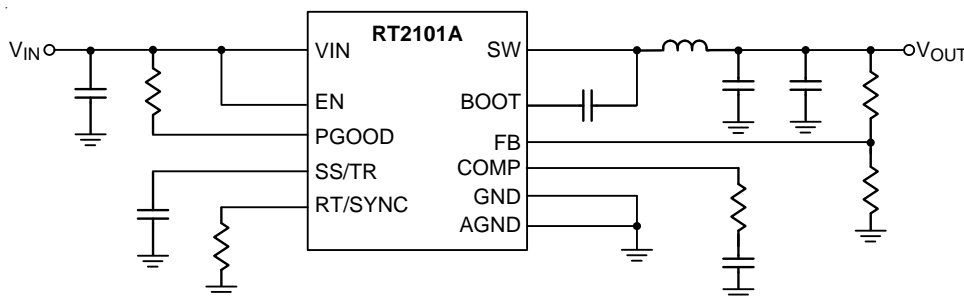 RT2101A
VIN
VIN
EN
PGOOD
SS/TR
RT/SYNC
SW
BOOT
FB
COMP
GND
AGND
VOUT